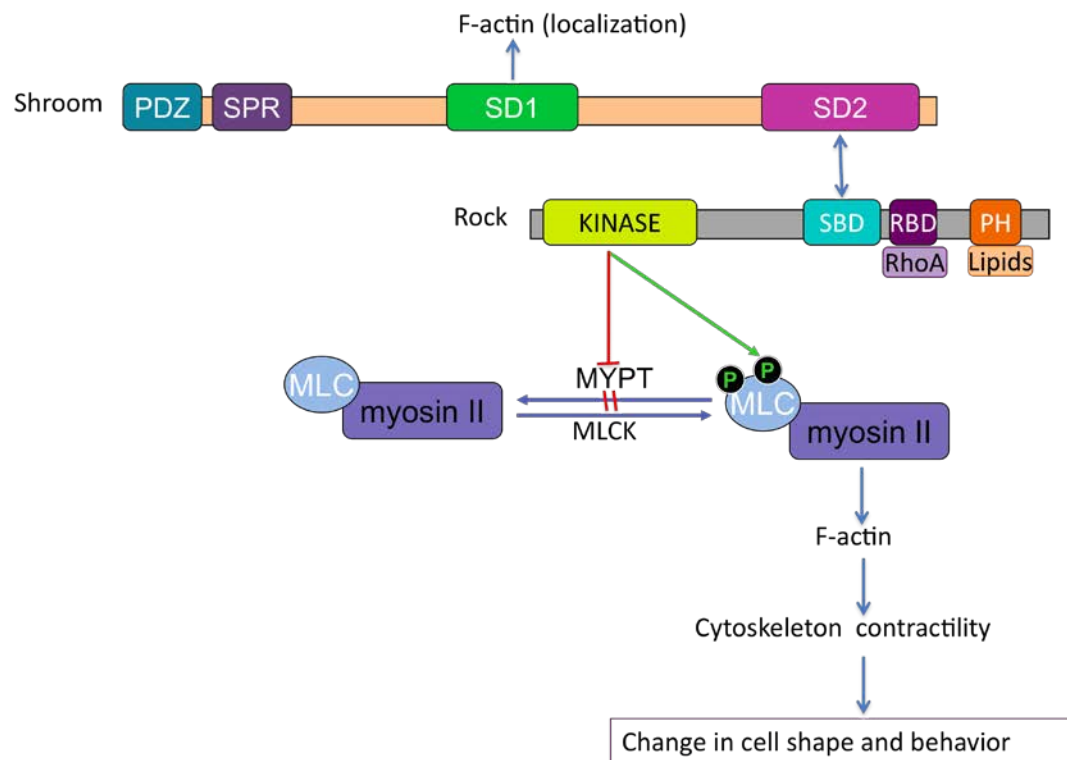 F-actin (localization)
Shroom PDZ SPR SD1 SD2
Rock KINASE SBD RBD PH
RhoA Lipids
P P
MLC MYPT MLC
myosin II MLCK myosin II
F-actin
Cytoskeleton contractility
Change in cell shape and behavior